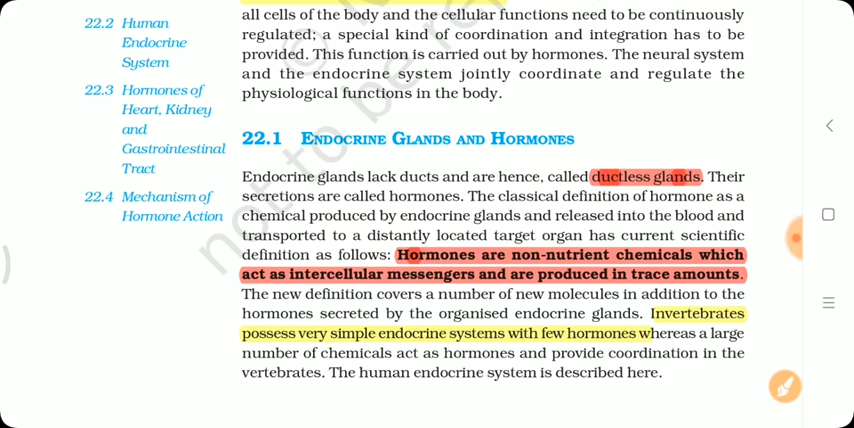 all cells of the body and the cellular functions need to be continuously
regulated; a special kind of coordination and integration has to be
provided. This function is carried out by hormones. The neural system
and the endocrine system jointly coordinate and regulate the
physiological functions in the body.
22.2 Human
Endocrine
System
22.3 Hormones of
Heart, Kidney
and
Gastrointestinal
Tract
22.4 Mechanism of
Hormone Action
22.1 ENDOCRINE GLANDS AND HORMONES
Endocrine glands lack ducts and are hence, called ductless glands. Their
secretions are called hormones. The classical definition of hormone as a
chemical produced by endocrine glands and released into the blood and
transported to a distantly located target organ has current scientific
definition as follows: Hormones are non-nutrient chemicals which
act as intercellular messengers and are produced in trace amounts.
The new definition covers a number of new molecules in addition to the
hormones secreted by the organised endocrine glands. Invertebrates
possess very simple endocrine systems with few hormones whereas a large
number of chemicals act as hormones and provide coordination in the
vertebrates. The human endocrine system is described here.
not to be re